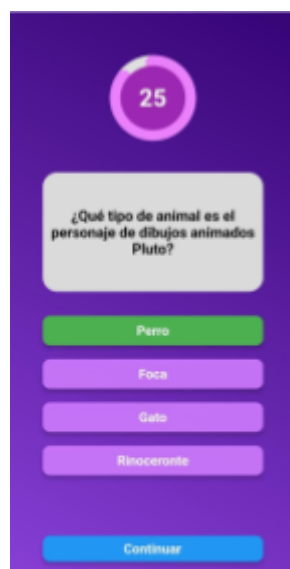 25
¿Qué tipo de animal es el
personaje de dibujos animados
Pluto?
Perro
Foca
Gato
Rinoceronte
Continuar